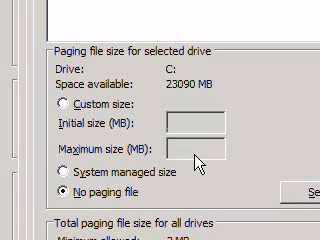 Paging file size for selected drive
Drive: C:
Space available: 23090 MB
Custom size:
Initial size (MB):
Maximum size (MB):
System managed size
No paging file
Total paging file size for all drives